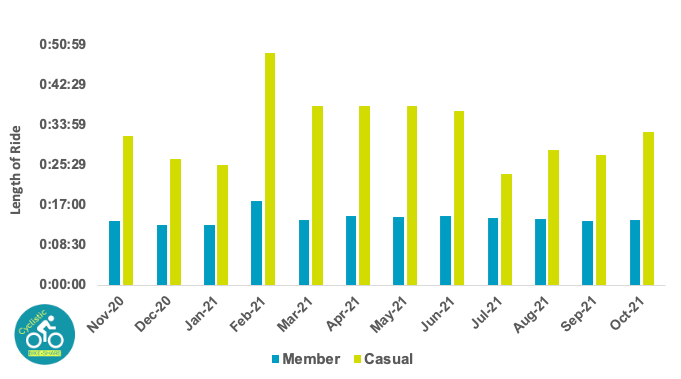 0:50:59
0:42:29
0:33:59
0:25:29
0:17:00
0:08:30
0:00:00
Length of Ride
Nov-20
Dec-20
Jan-21
Feb-21
Mar-21
Apr-21
May-21
Jun-21
Jul-21
Aug-21
Sep-21
Oct-21
Member
Casual
Cyclistic
BIKE-SHARE